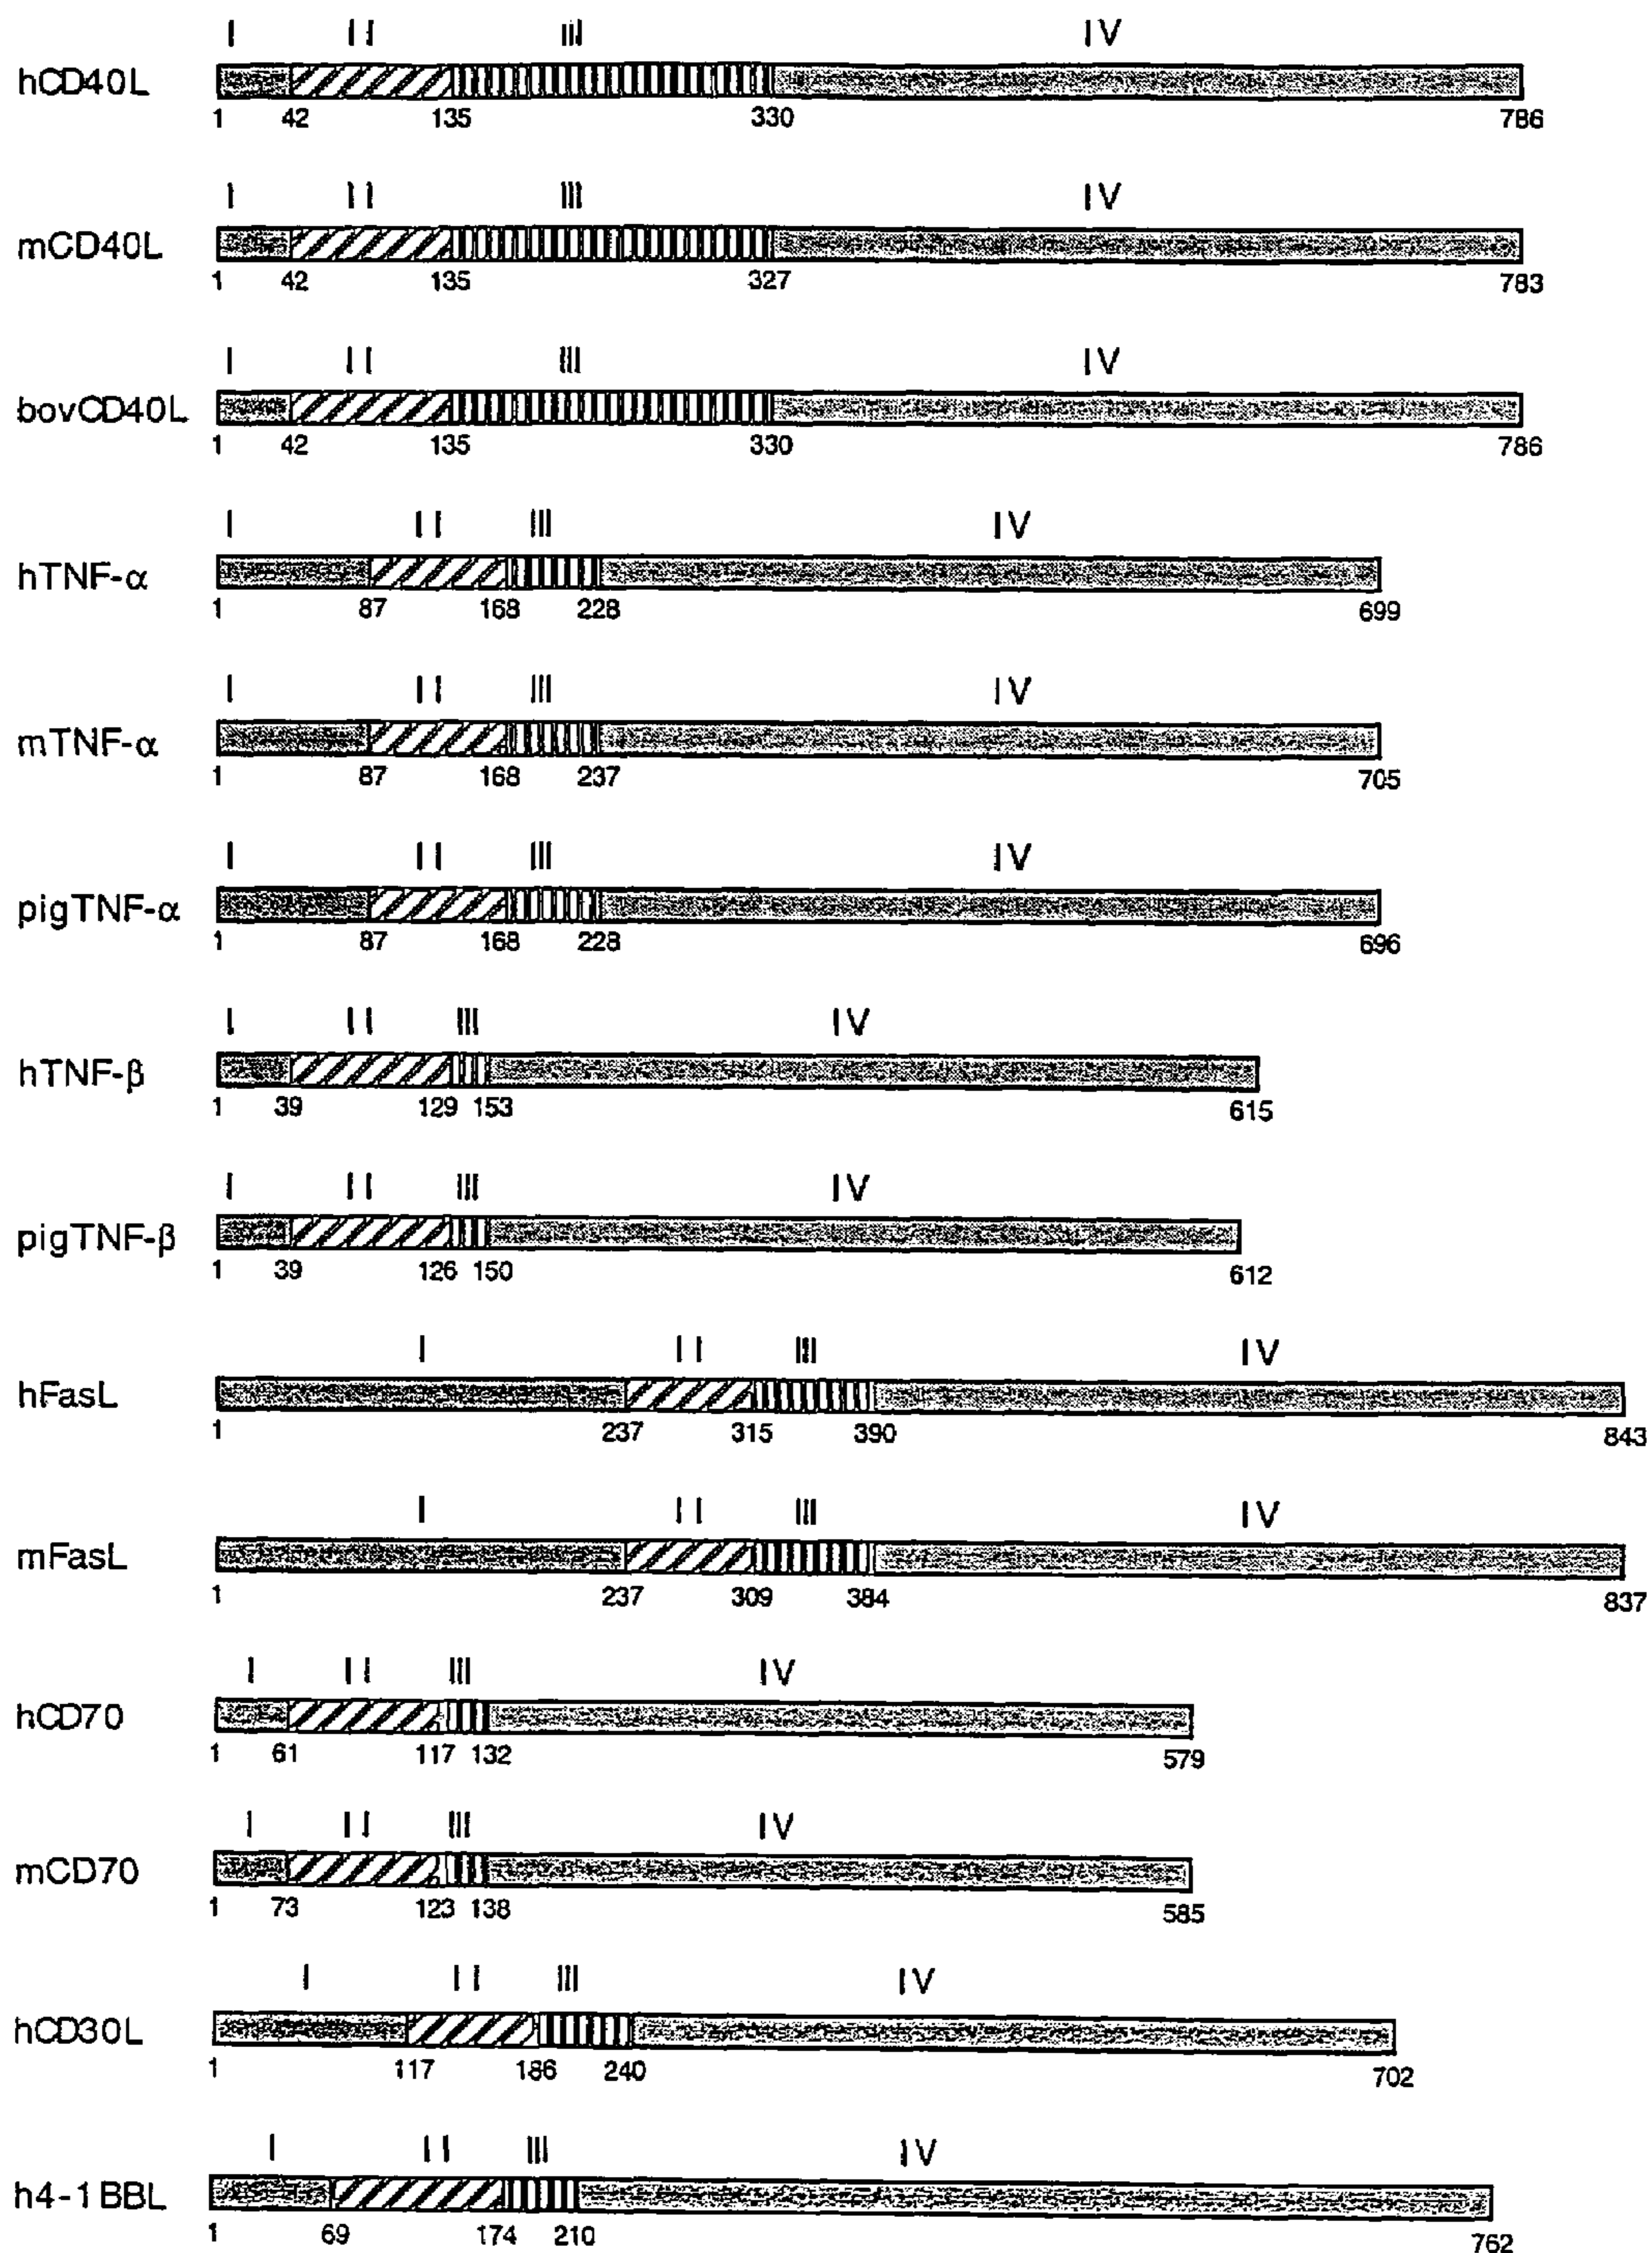 I II III IV
hCD40L
1 42 135 330 786
I II III IV
mCD40L
1 42 135 327 783
I II III IV
bovCD40L
1 42 135 330 786
I II III IV
hTNF-α
1 87 168 228 699
I II III IV
mTNF-α
1 87 168 237 705
I II III IV
pigTNF-α
1 87 168 228 696
I II III IV
hTNF-β
1 39 129 153 615
I II III IV
pigTNF-β
1 39 126 150 612
I II III IV
hFasL
1 237 315 390 843
I II III IV
mFasL
1 237 309 384 837
I II III IV
hCD70
1 61 117 132 579
I II III IV
mCD70
1 73 123 138 585
I II III IV
hCD30L
1 117 186 240 702
I II III IV
h4-1BBL
1 69 174 210 762